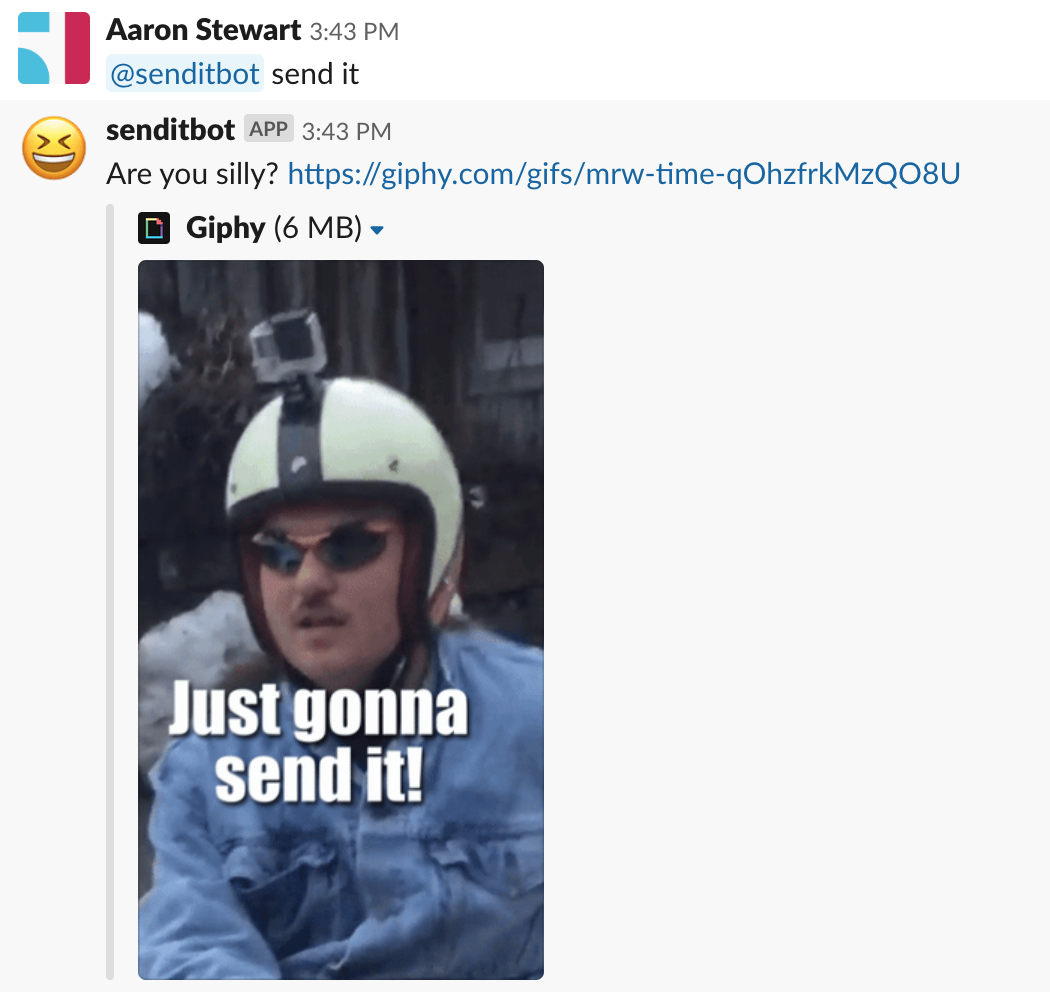 Aaron Stewart 3:43 PM
@senditbot send it
senditbot APP 3:43 PM
Are you silly? https://giphy.com/gifs/mrw-time-qOhzfrkMzQO8U
Giphy (6 MB)
Just gonna
send it!